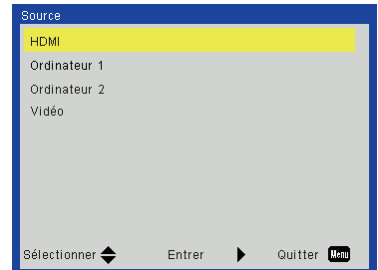 Source
HDMI
Ordinateur 1
Ordinateur 2
Vidéo
Sélectionner Entrer Quitter Menu